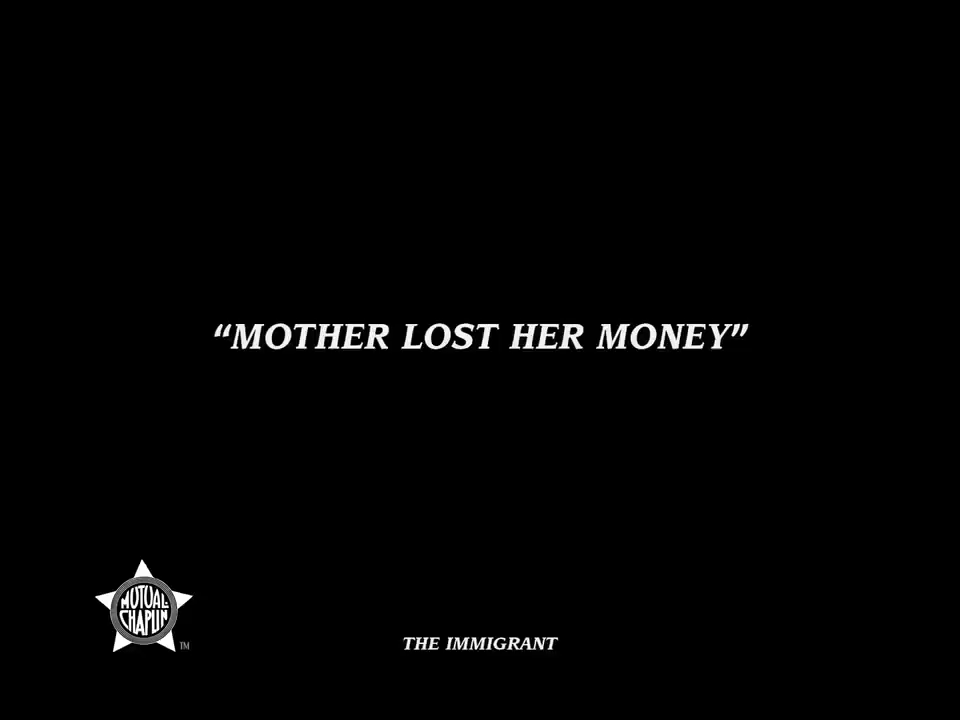 “MOTHER LOST HER MONEY”
MUTUAL
CHAPLIN
TM
THE IMMIGRANT